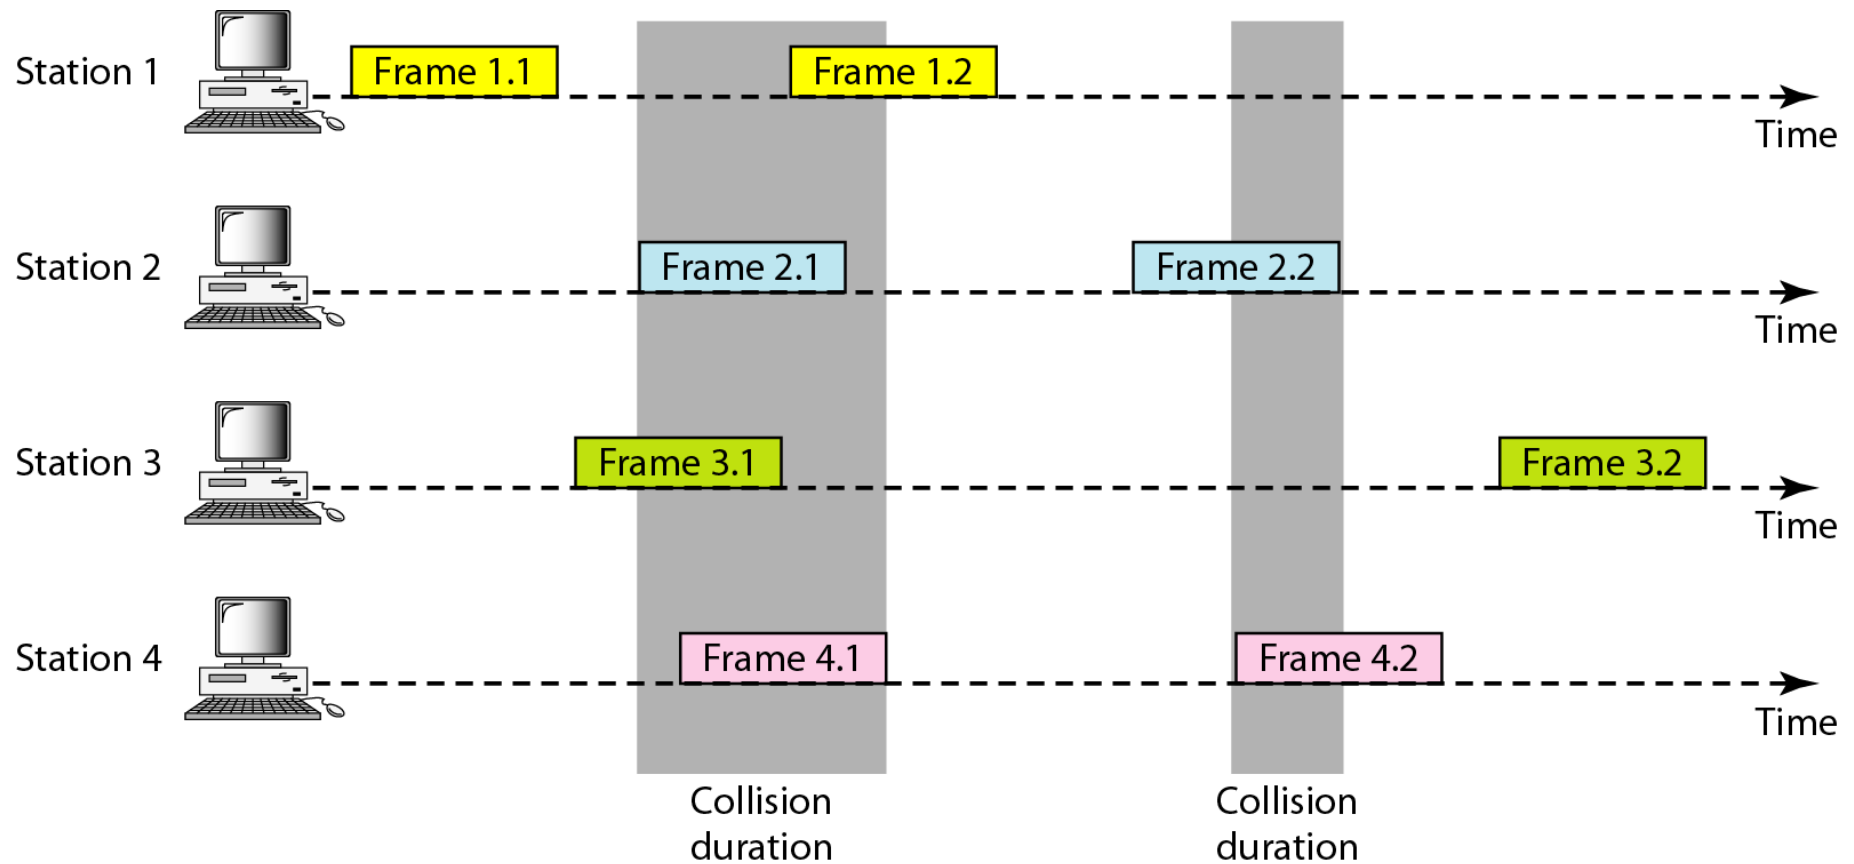 Station 1
Frame 1.1
Frame 1.2
Time
Station 2
Frame 2.1
Frame 2.2
Time
Station 3
Frame 3.1
Frame 3.2
Time
Station 4
Frame 4.1
Frame 4.2
Time
Collision
duration
Collision
duration